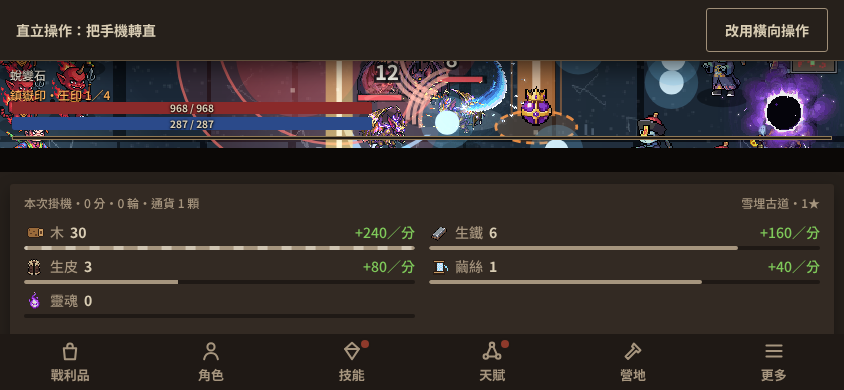 直立操作：把手機轉直
改用橫向操作
蛻變石
鎮嶽印・生印1／4
12
968 / 968
287 / 287
本次掛機・0 分・0 輪・通貨 1 顆
雪埋古道・1★
木 30 +240／分
生鐵 6 +160／分
生皮 3 +80／分
繭絲 1 +40／分
靈魂 0
戰利品
角色
技能
天賦
營地
更多